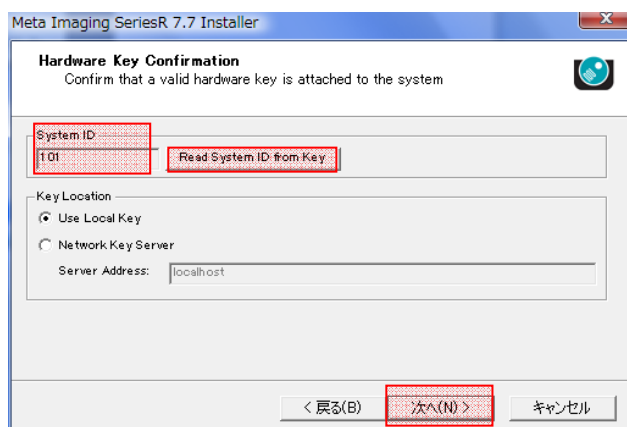 Meta Imaging SeriesR 7.7 Installer
Hardware Key Confirmation
Confirm that a valid hardware key is attached to the system
System ID
101 Read System ID from Key
Key Location
Use Local Key
Network Key Server
Server Address: localhost
< 戻る(B) 次へ(N) > キャンセル